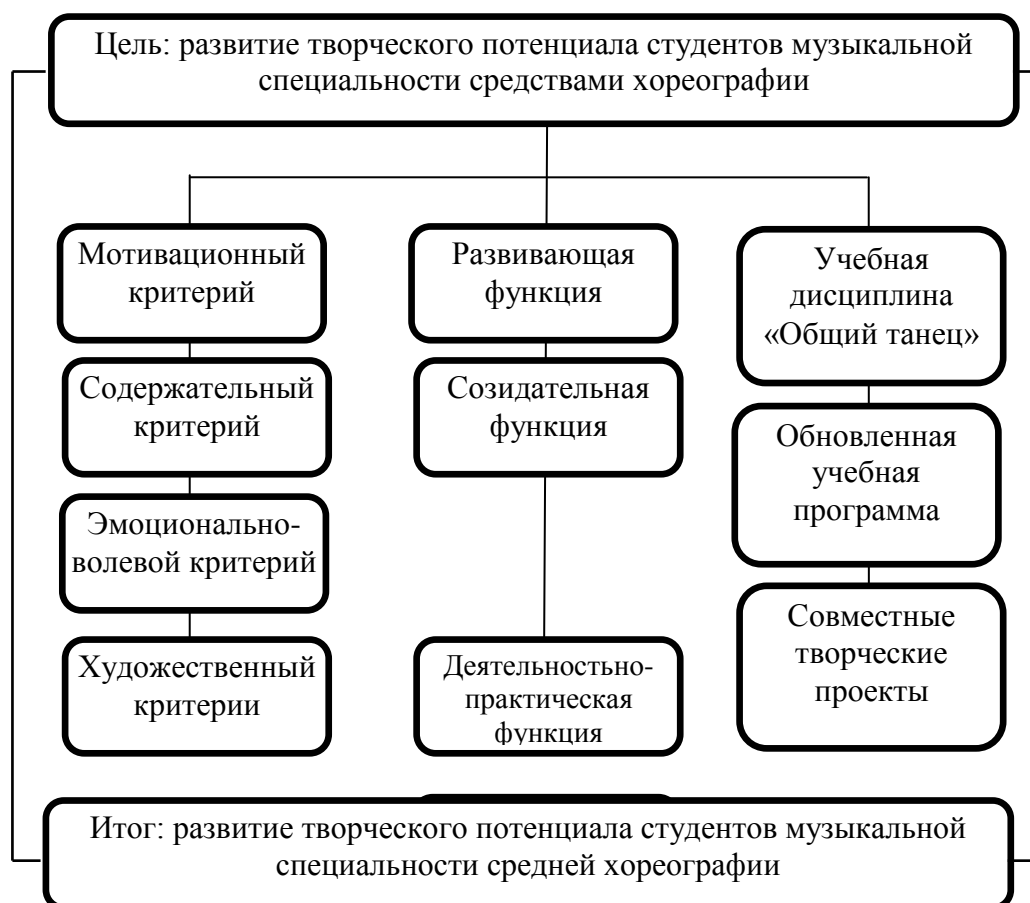 Цель: развитие творческого потенциала студентов музыкальной
специальности средствами хореографии
Мотивационный
критерий
Содержательный
критерий
Эмоционально-
волевой критерий
Художественный
критерии
Развивающая
функция
Созидательная
функция
Деятельностьно-
практическая
функция
Учебная
дисциплина
«Общий танец»
Обновленная
учебная
программа
Совместные
творческие
проекты
Итог: развитие творческого потенциала студентов музыкальной
специальности средней хореографии